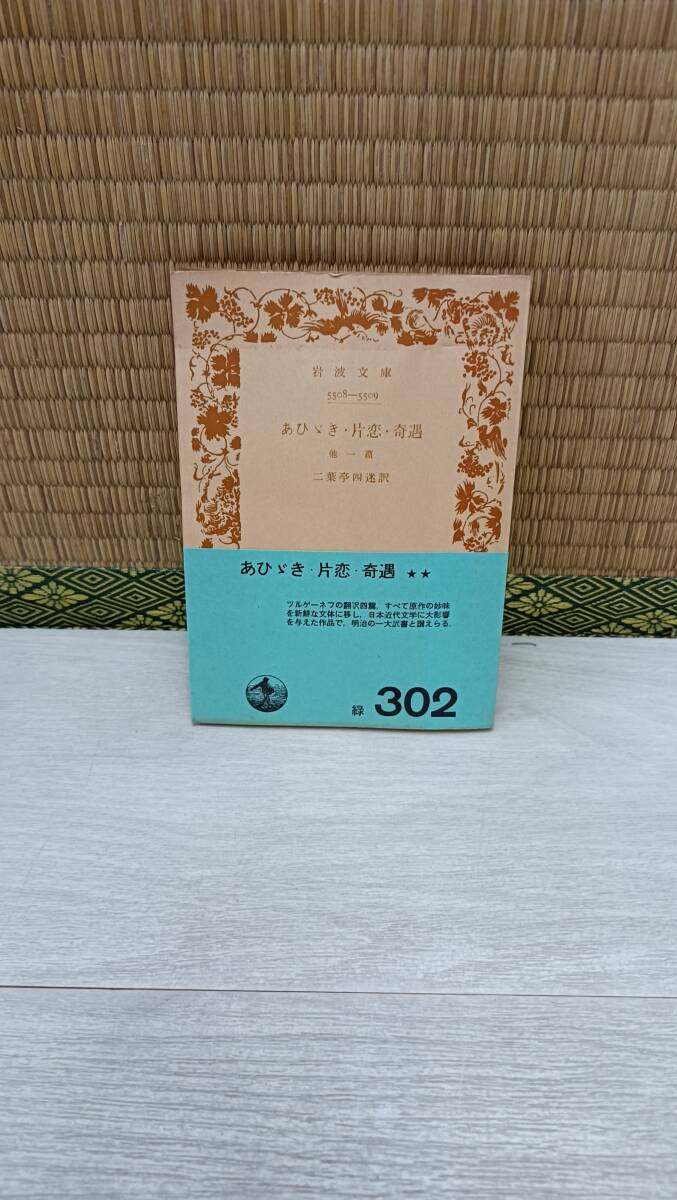 岩波文庫
5508—5509
あひゞき・片恋・奇遇
他一篇
二葉亭四迷訳
あひゞき・片恋・奇遇 ★★
ツルゲーネフの翻訳四篇．すべて原作の妙味
を新鮮な文体に移し，日本近代文学に大影響
を与えた作品で，明治の一大訳書と讃えらる．
緑 302